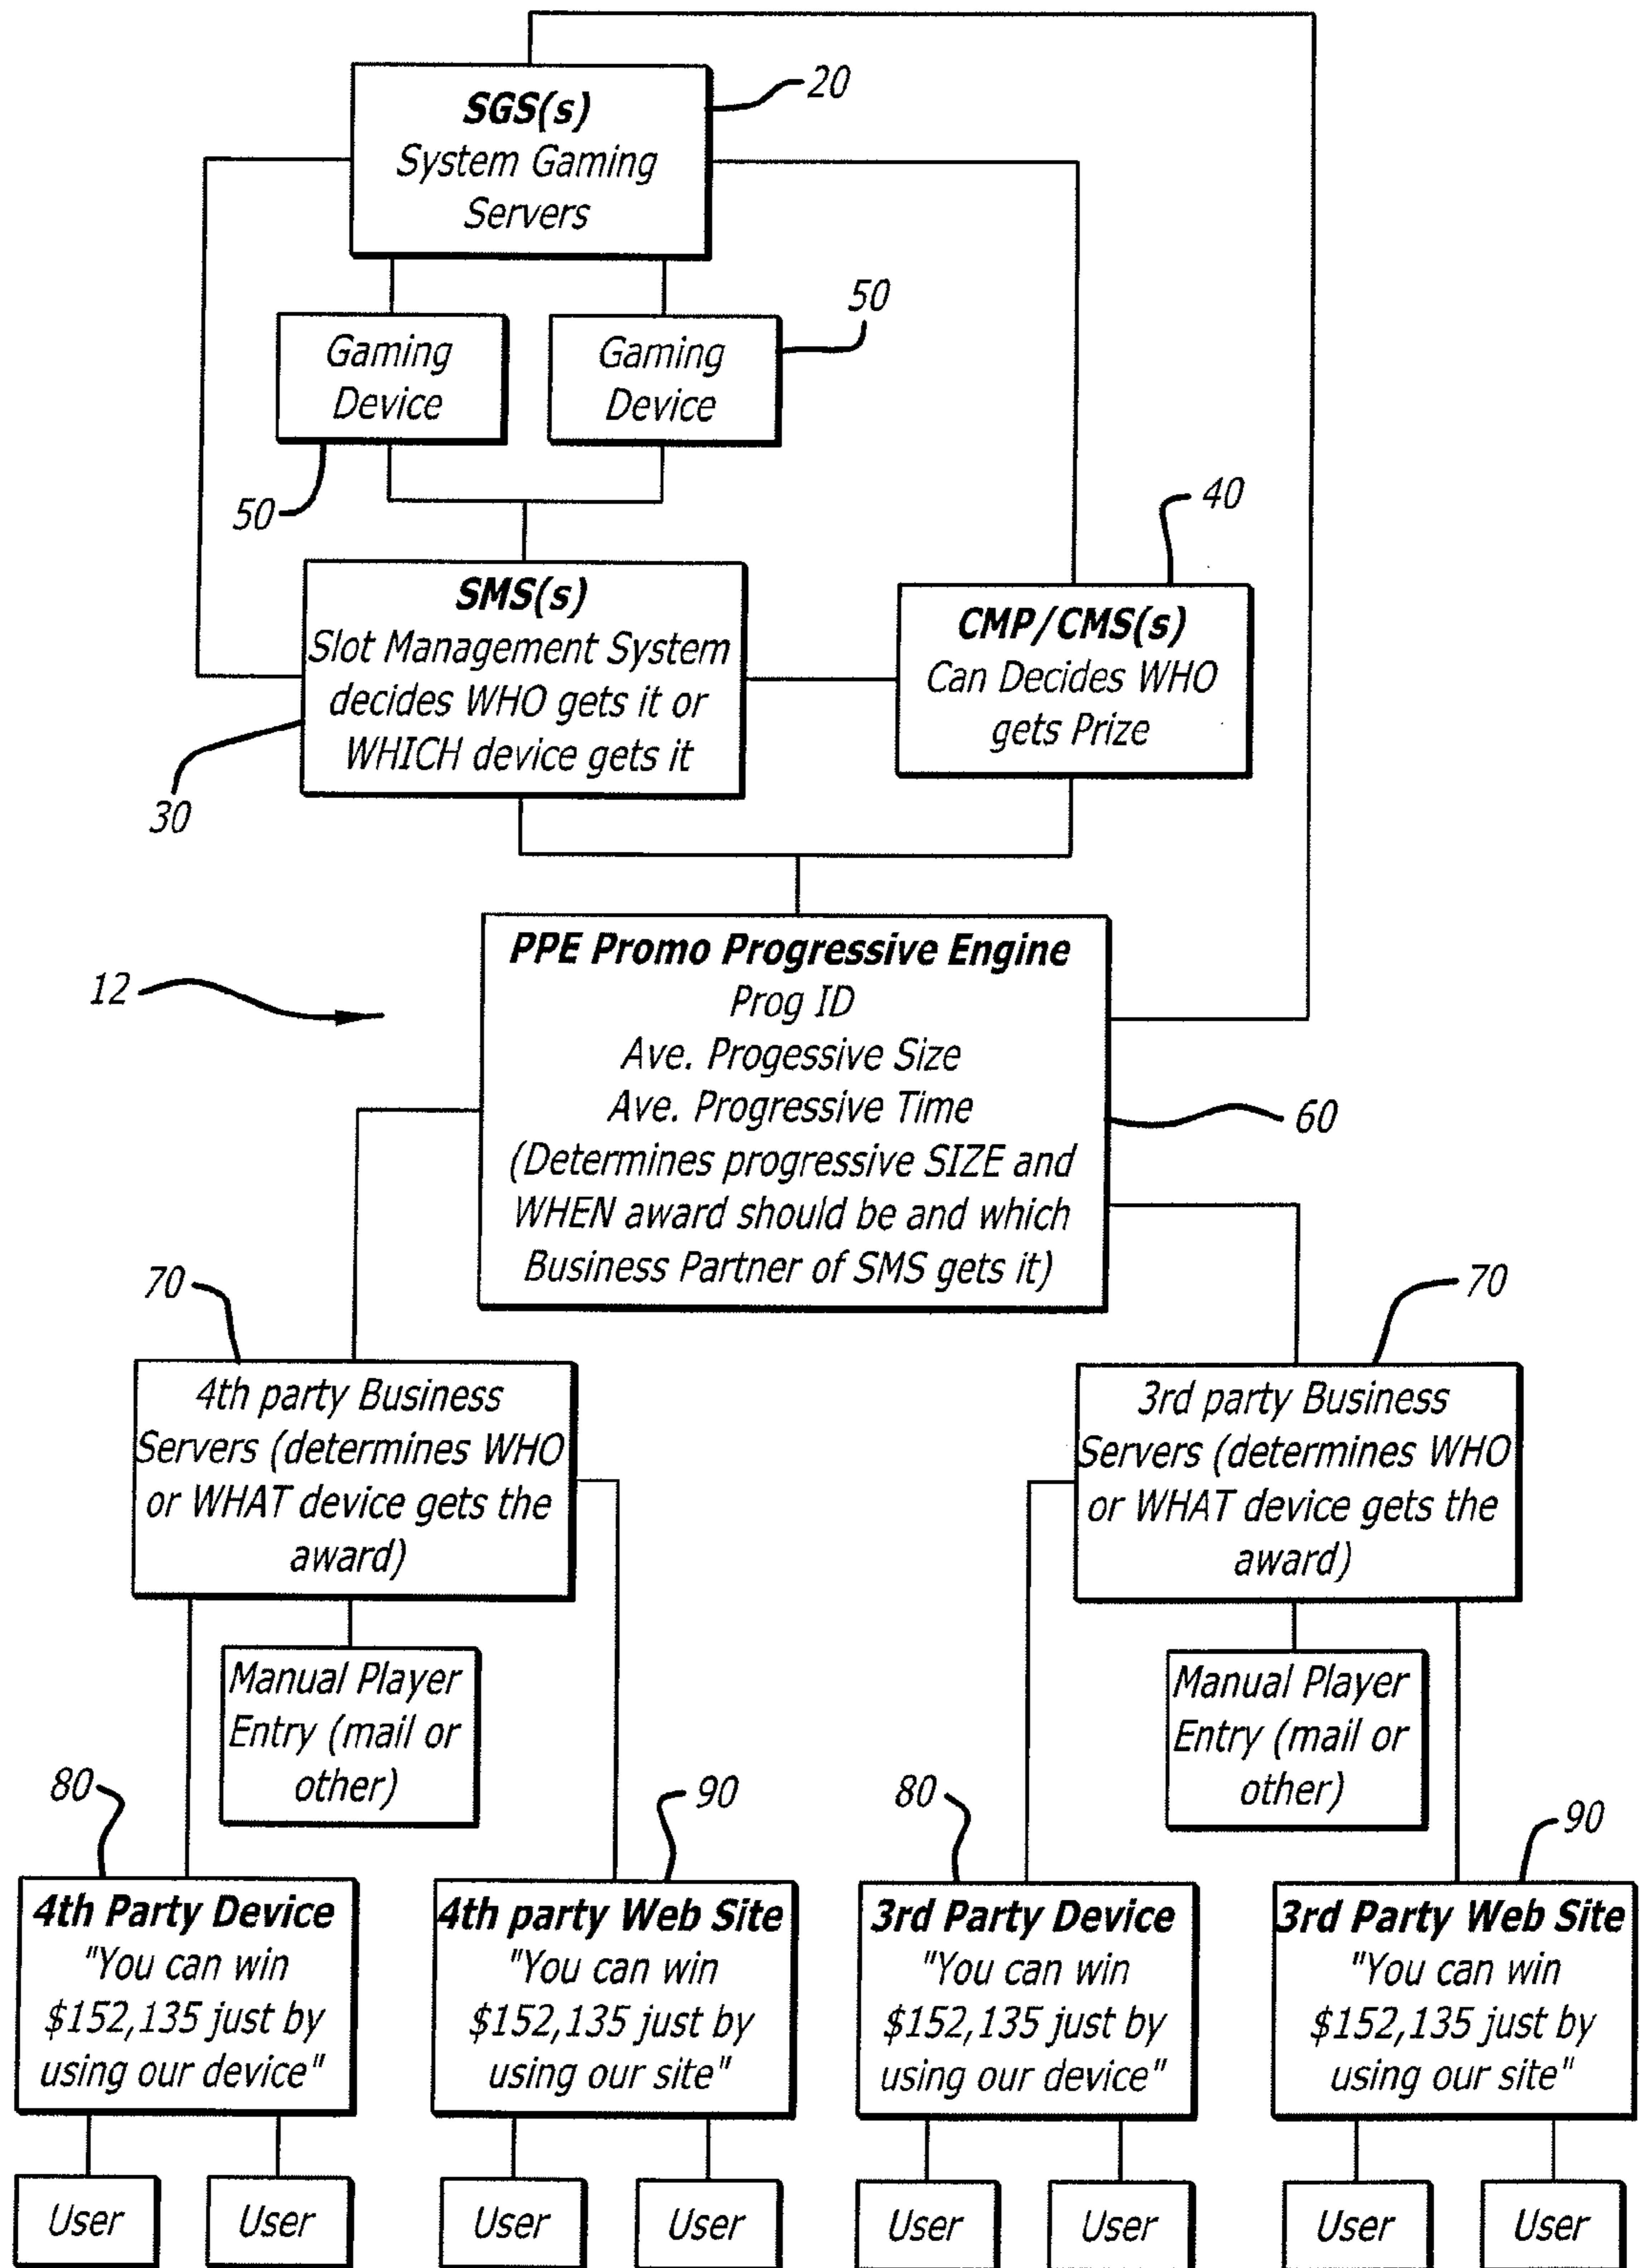 SGS(s)
System Gaming
Servers
20
Gaming
Device
50
Gaming
Device
50
SMS(s)
Slot Management System
decides WHO gets it or
WHICH device gets it
30
40
CMP/CMS(s)
Can Decides WHO
gets Prize
12
PPE Promo Progressive Engine
Prog ID
Ave. Progessive Size
Ave. Progressive Time
(Determines progressive SIZE and
WHEN award should be and which
Business Partner of SMS gets it)
60
70
4th party Business
Servers (determines WHO
or WHAT device gets the
award)
70
3rd party Business
Servers (determines WHO
or WHAT device gets the
award)
Manual Player
Entry (mail or
other)
Manual Player
Entry (mail or
other)
80
4th Party Device
"You can win
$152,135 just by
using our device"
90
4th party Web Site
"You can win
$152,135 just by
using our site"
80
3rd Party Device
"You can win
$152,135 just by
using our device"
90
3rd Party Web Site
"You can win
$152,135 just by
using our site"
User
User
User
User
User
User
User
User